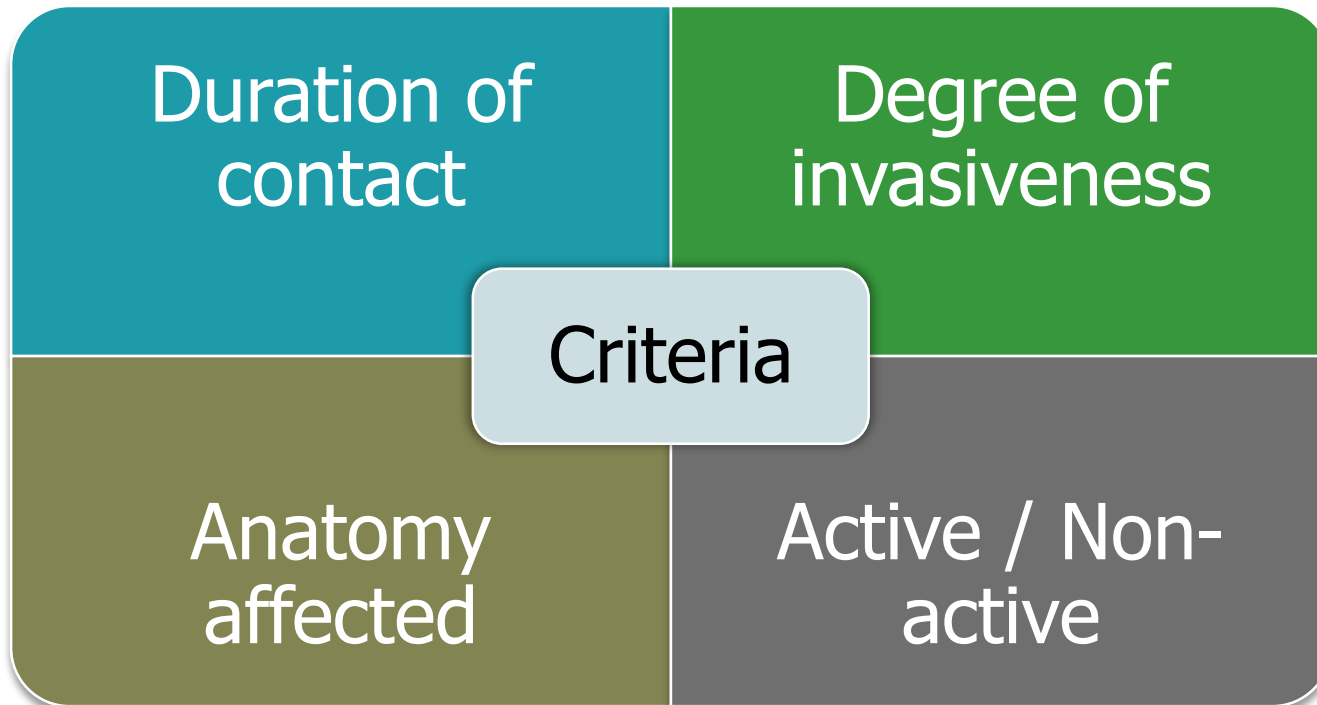 Duration of
contact
Degree of
invasiveness
Criteria
Anatomy
affected
Active / Non-
active